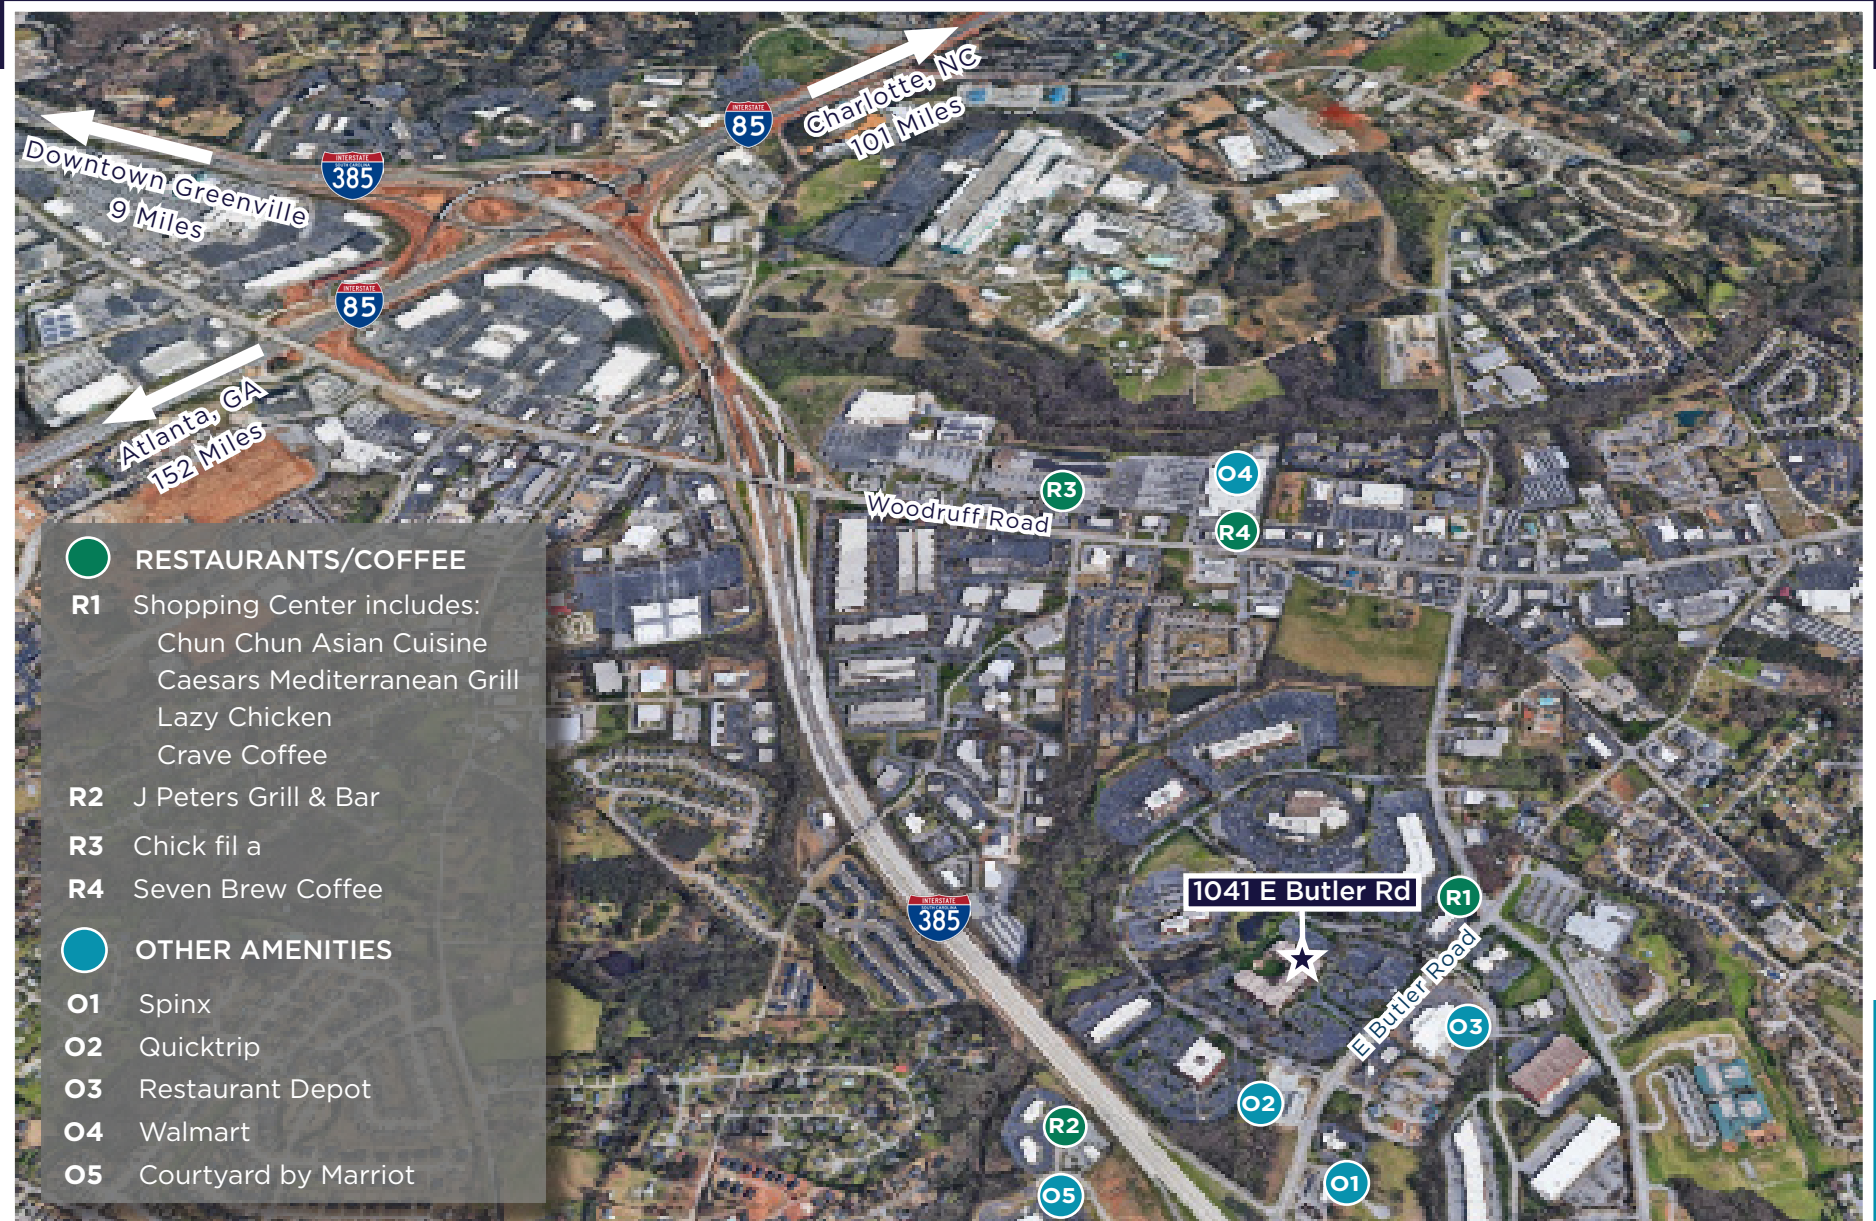 Charlotte, NC
101 Miles
INTERSTATE
85
INTERSTATE
SOUTH CAROLINA
385
Downtown Greenville
9 Miles
INTERSTATE
85
Atlanta, GA
152 Miles
R3
O4
Woodruff Road
R4
RESTAURANTS/COFFEE
R1 Shopping Center includes:
Chun Chun Asian Cuisine
Caesars Mediterranean Grill
Lazy Chicken
Crave Coffee
R2 J Peters Grill & Bar
R3 Chick fil a
R4 Seven Brew Coffee
OTHER AMENITIES
O1 Spinx
O2 Quicktrip
O3 Restaurant Depot
O4 Walmart
O5 Courtyard by Marriot
INTERSTATE
SOUTH CAROLINA
385
1041 E Butler Rd
R1
E Butler Road
O3
O2
R2
O1
O5